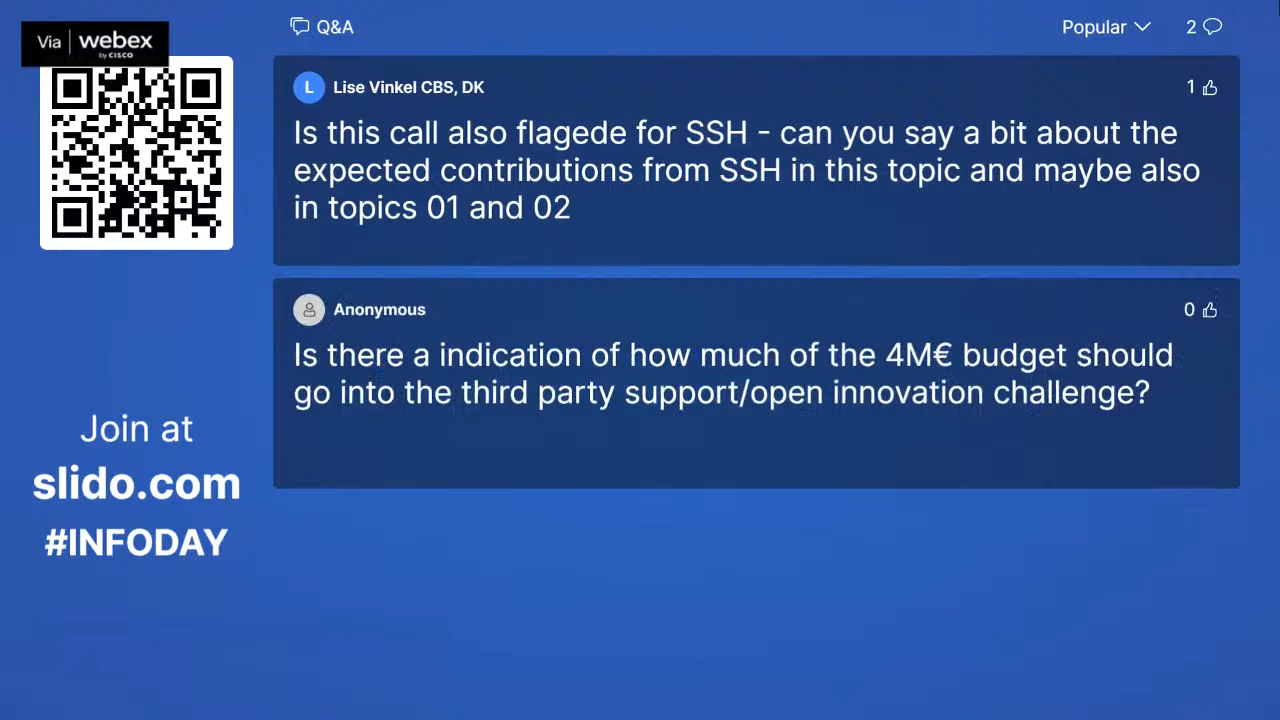 Via webex
by CISCO
Q&A
Popular
2
L Lise Vinkel CBS, DK
1
Is this call also flagede for SSH - can you say a bit about the
expected contributions from SSH in this topic and maybe also
in topics 01 and 02
Anonymous
0
Is there a indication of how much of the 4M€ budget should
go into the third party support/open innovation challenge?
Join at
slido.com
#INFODAY